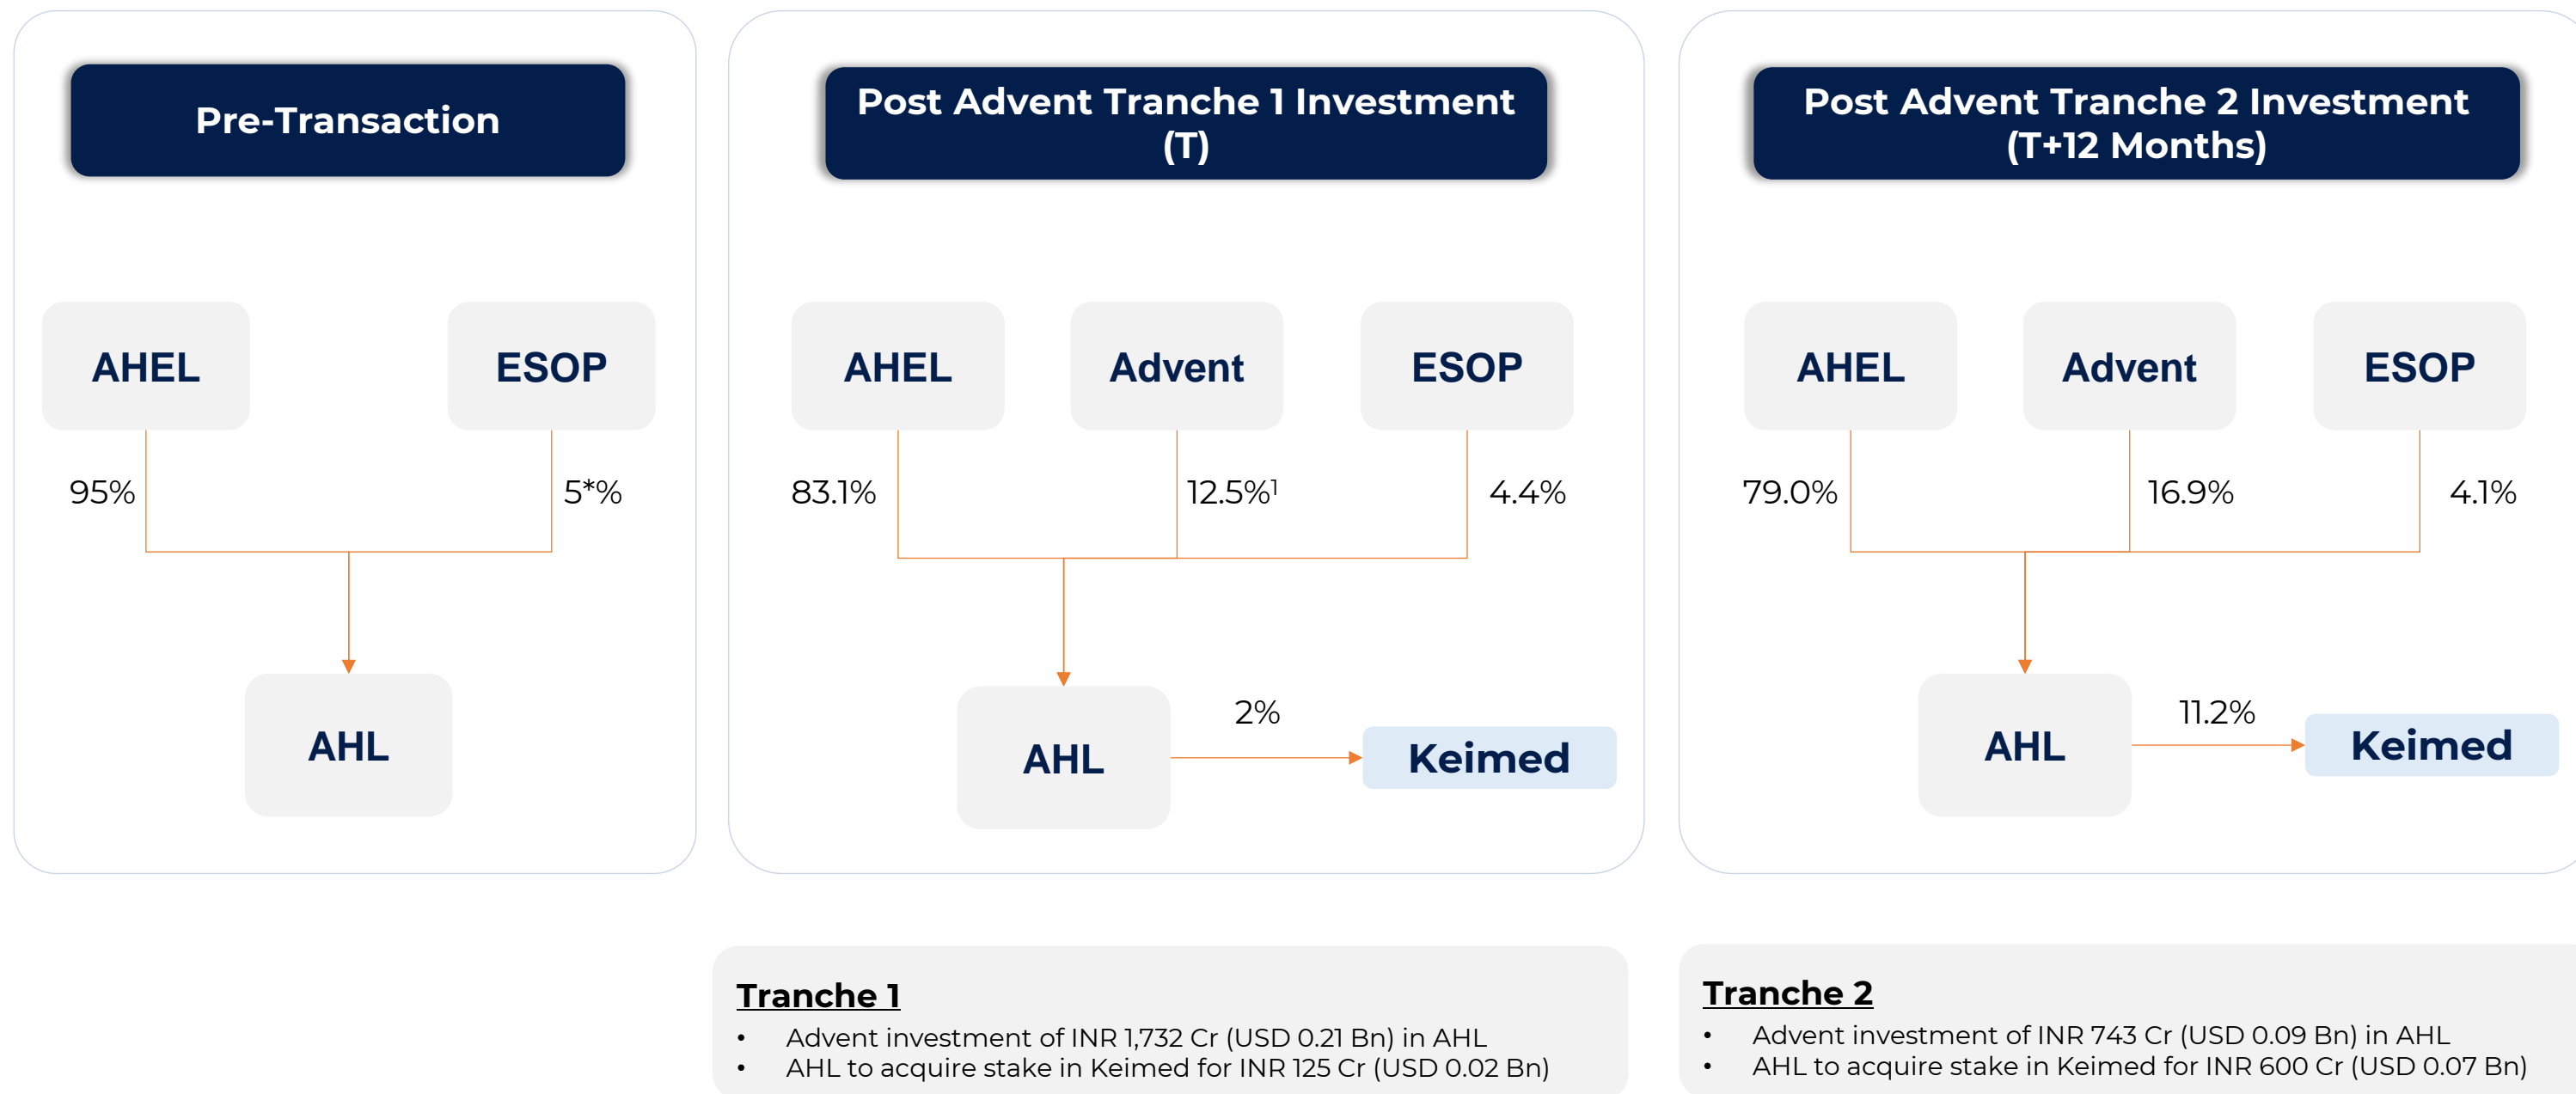 Pre-Transaction
AHEL
ESOP
95%
5*%
AHL
Post Advent Tranche 1 Investment
(T)
AHEL
Advent
ESOP
83.1%
12.5%¹
4.4%
AHL
2%
Keimed
Post Advent Tranche 2 Investment
(T+12 Months)
AHEL
Advent
ESOP
79.0%
16.9%
4.1%
AHL
11.2%
Keimed
Tranche 1
• Advent investment of INR 1,732 Cr (USD 0.21 Bn) in AHL
• AHL to acquire stake in Keimed for INR 125 Cr (USD 0.02 Bn)
Tranche 2
• Advent investment of INR 743 Cr (USD 0.09 Bn) in AHL
• AHL to acquire stake in Keimed for INR 600 Cr (USD 0.07 Bn)